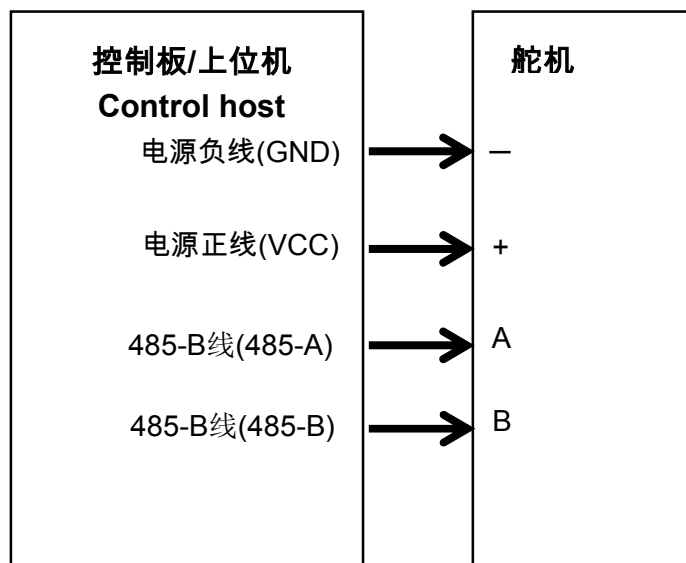 控制板/上位机
Control host
舵机
电源负线(GND)
—
电源正线(VCC)
+
485-B线(485-A)
A
485-B线(485-B)
B